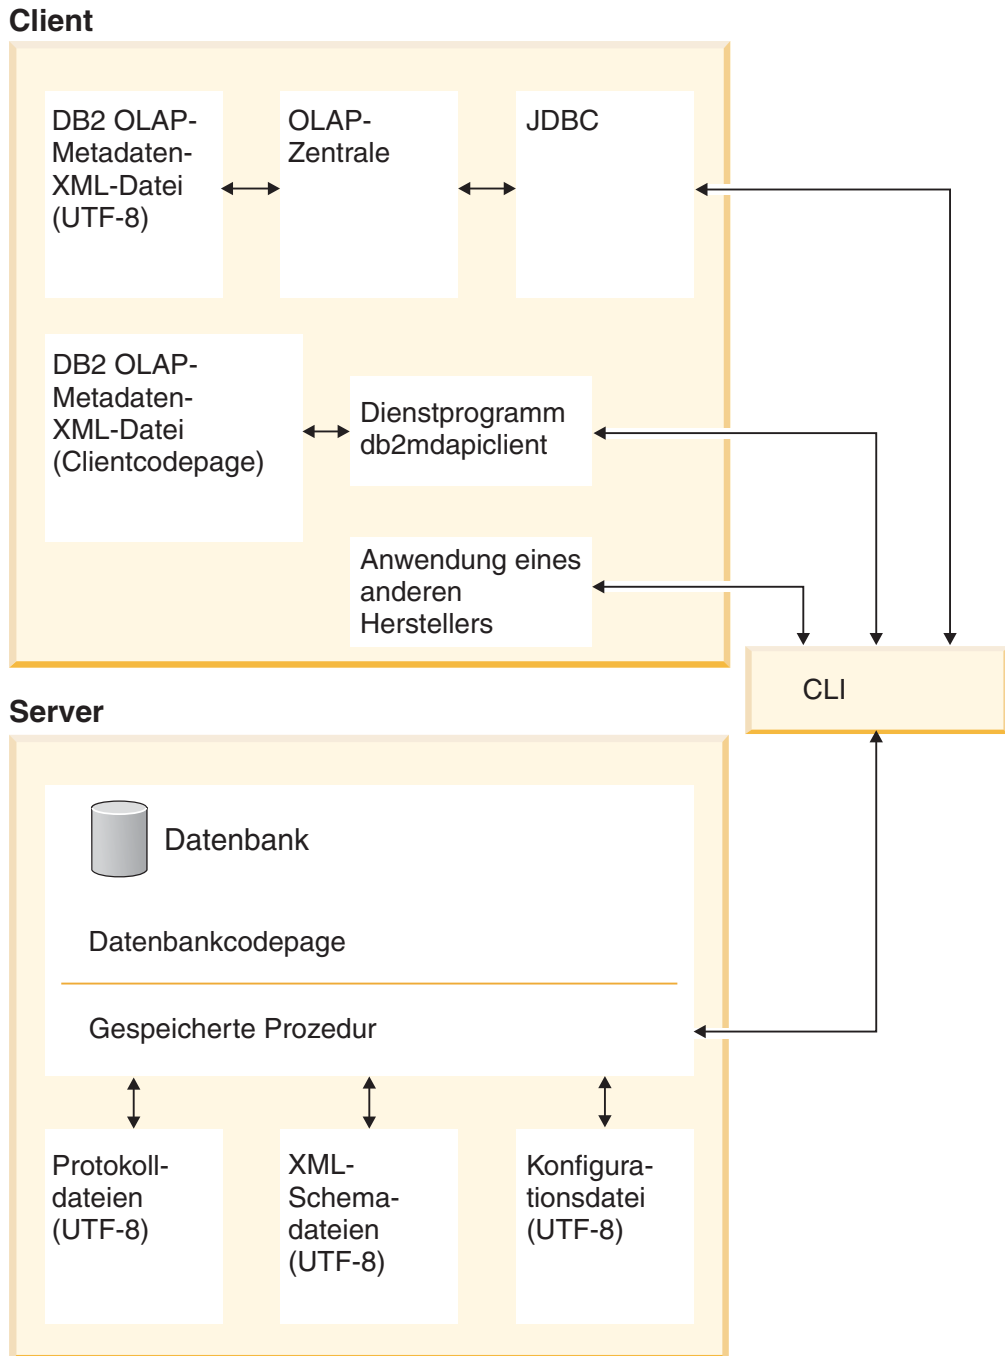 Client
DB2 OLAP-
Metadaten-
XML-Datei
(UTF-8)
OLAP-
Zentrale
JDBC
DB2 OLAP-
Metadaten-
XML-Datei
(Clientcodepage)
Dienstprogramm
db2mdapiclient
Anwendung eines
anderen
Herstellers
CLI
Server
Datenbank
Datenbankcodepage
Gespeicherte Prozedur
Protokoll-
dateien
(UTF-8)
XML-
Schema-
dateien
(UTF-8)
Konfigura-
tionsdatei
(UTF-8)